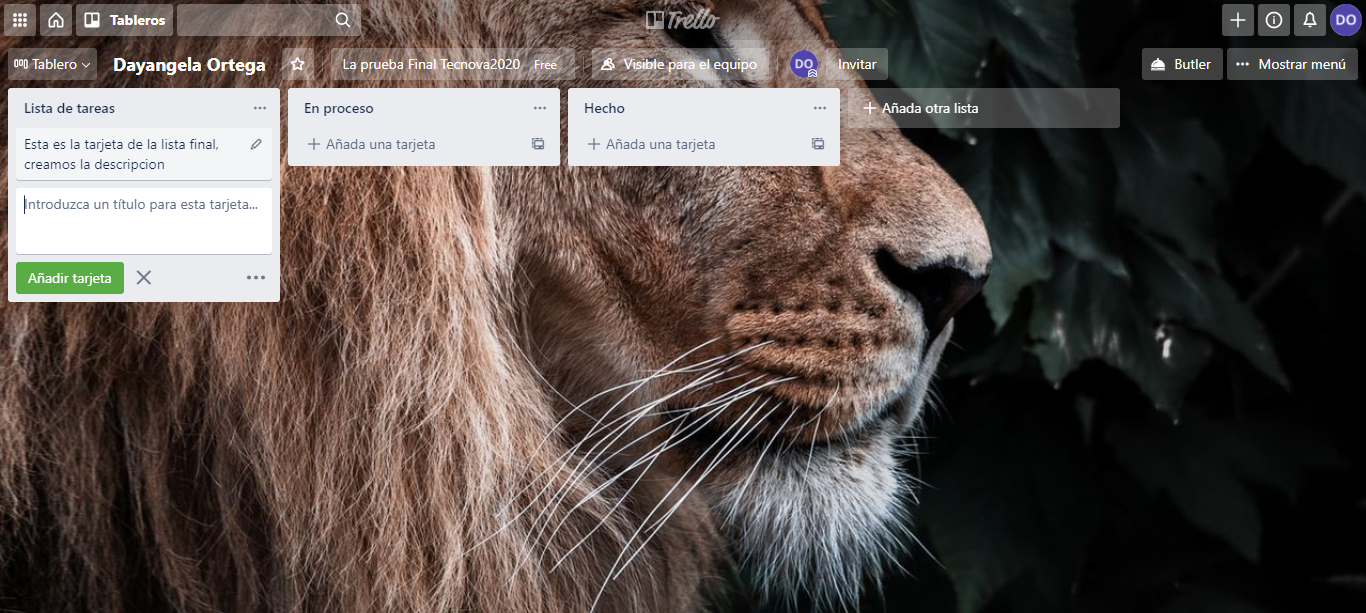 Tableros
Trello
DO
Tablero
Dayangela Ortega
La prueba Final Tecnova2020 Free
Visible para el equipo
DO
Invitar
Butler
Mostrar menú
Lista de tareas
Esta es la tarjeta de la lista final,
creamos la descripcion
Introduzca un título para esta tarjeta...
Añadir tarjeta
En proceso
Añada una tarjeta
Hecho
Añada una tarjeta
Añada otra lista